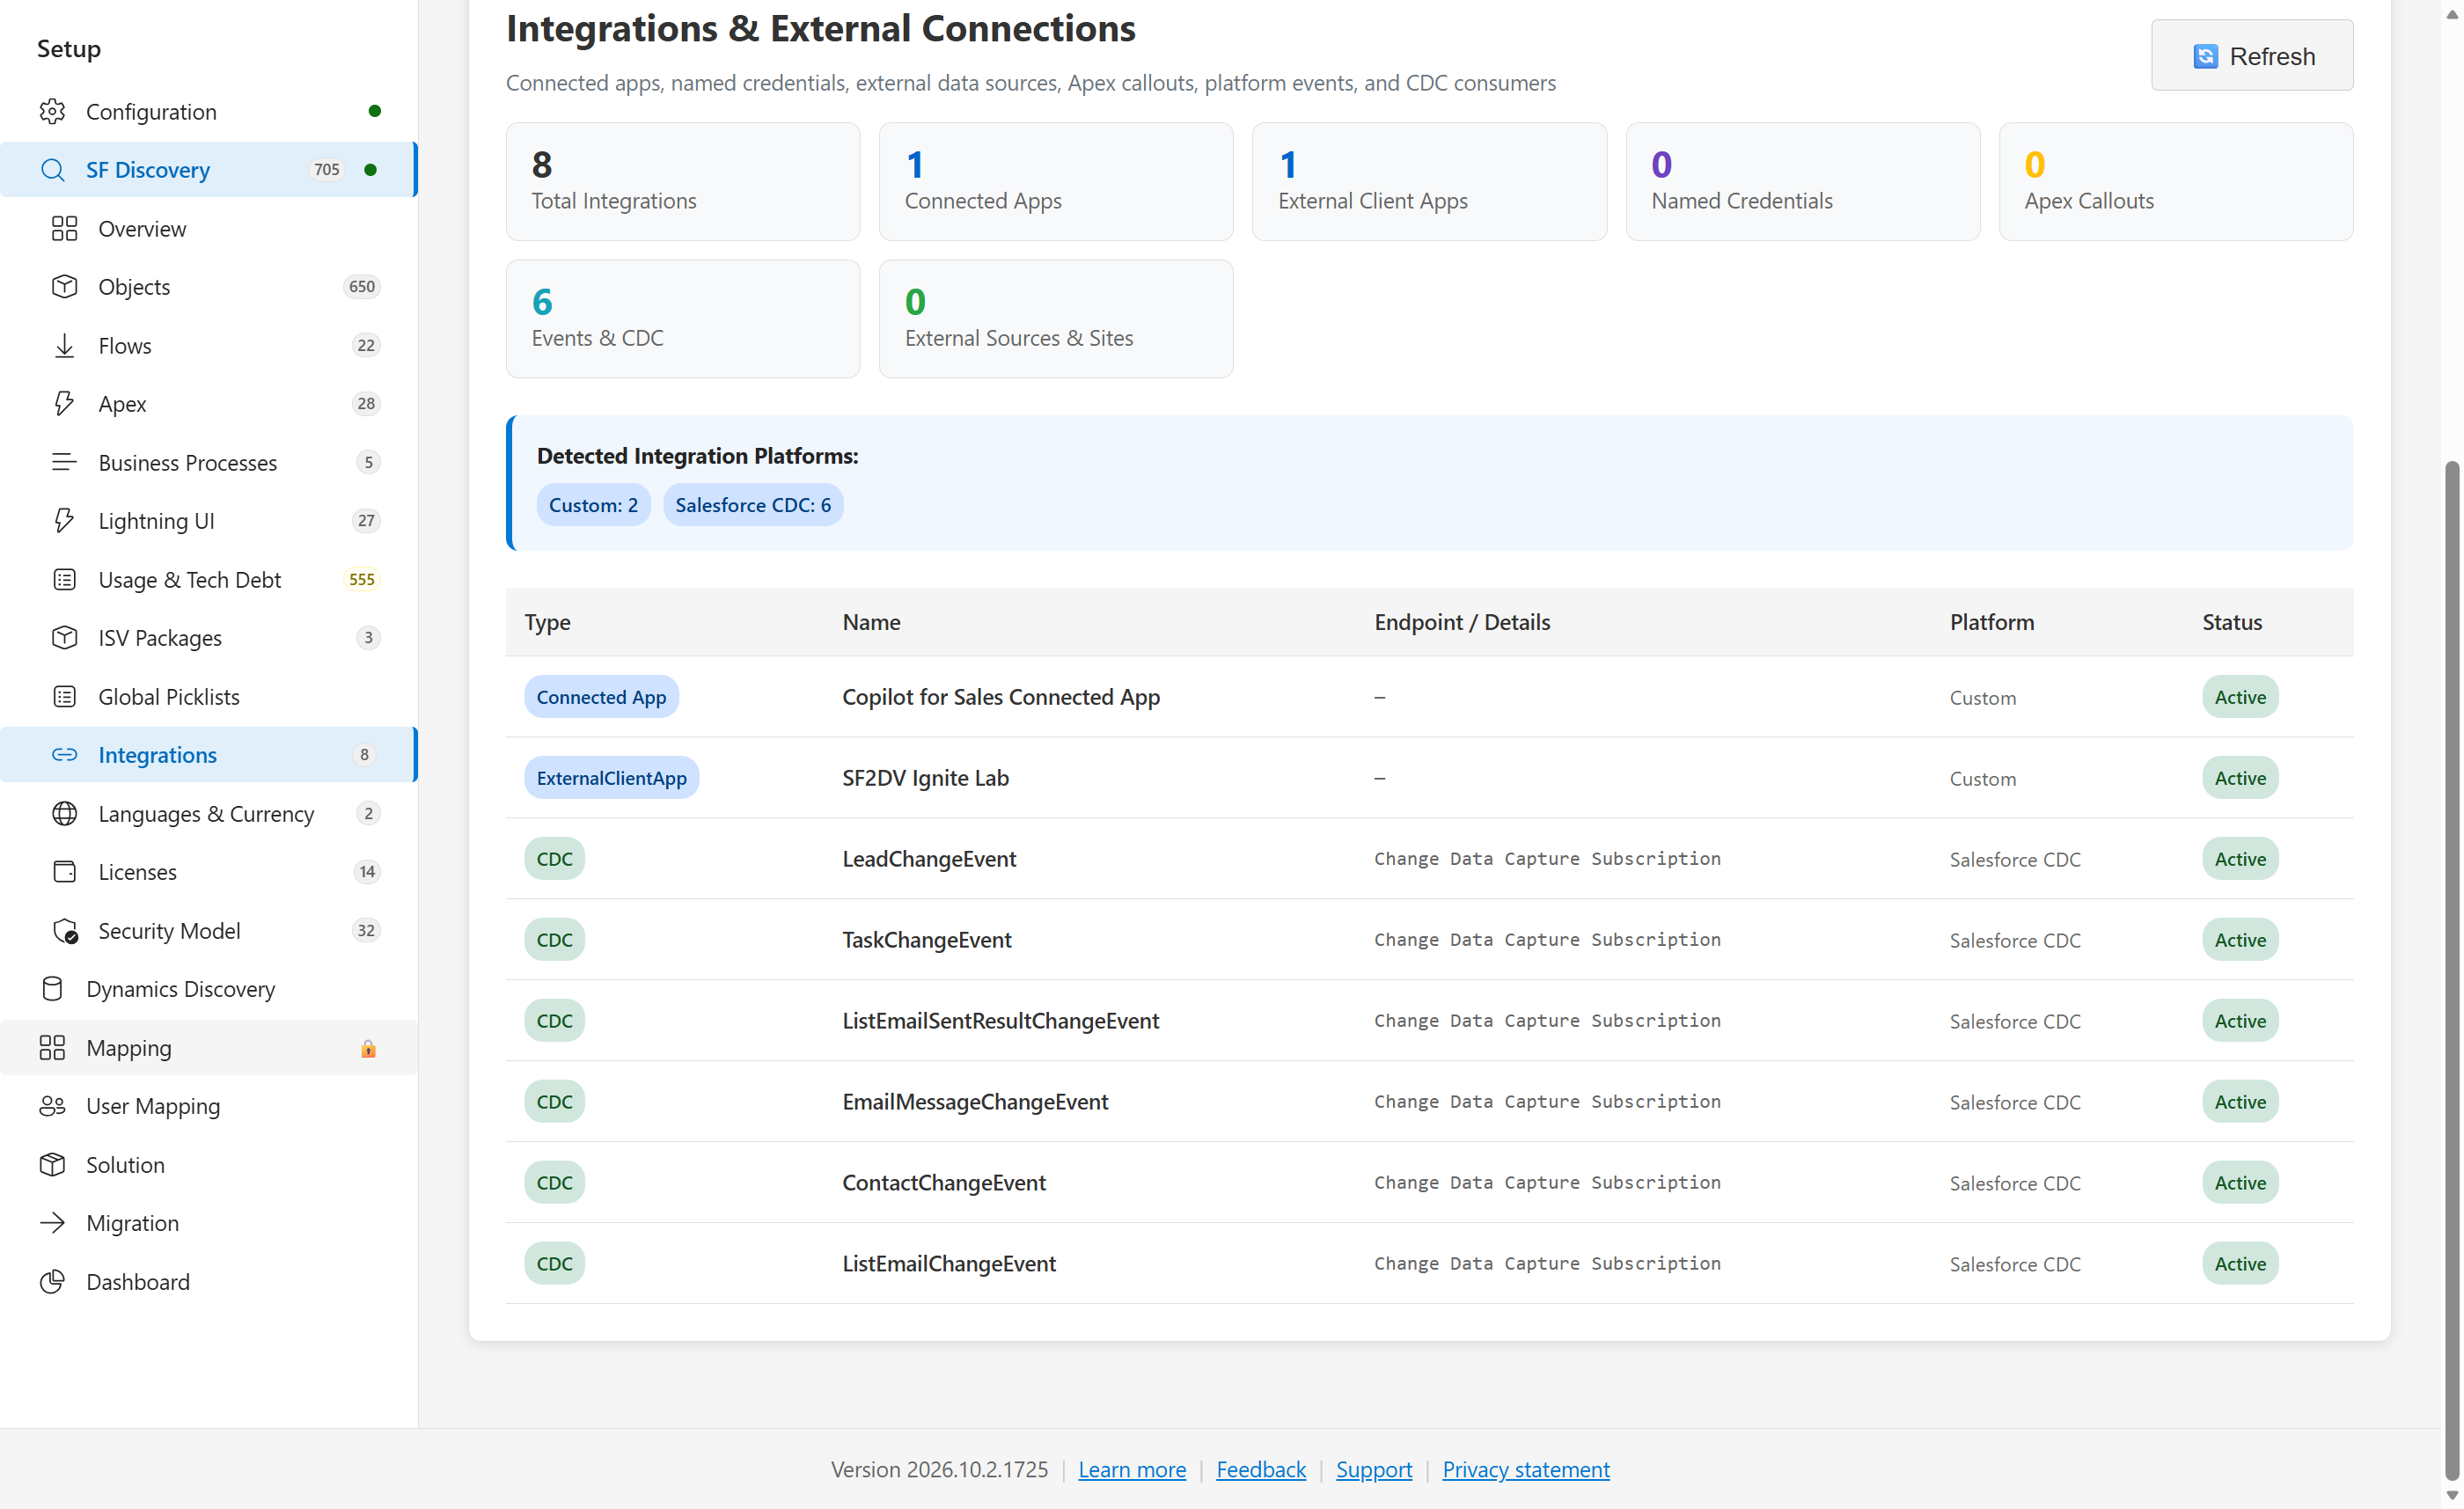 Setup
Configuration
SF Discovery 705
Overview
Objects 650
Flows 22
Apex 28
Business Processes 5
Lightning UI 27
Usage & Tech Debt 555
ISV Packages 3
Global Picklists
Integrations 8
Languages & Currency 2
Licenses 14
Security Model 32
Dynamics Discovery
Mapping
User Mapping
Solution
Migration
Dashboard
Integrations & External Connections
Connected apps, named credentials, external data sources, Apex callouts, platform events, and CDC consumers
Refresh
8
Total Integrations
1
Connected Apps
1
External Client Apps
0
Named Credentials
0
Apex Callouts
6
Events & CDC
0
External Sources & Sites
Detected Integration Platforms:
Custom: 2 Salesforce CDC: 6
Type Name Endpoint / Details Platform Status
Connected App Copilot for Sales Connected App – Custom Active
ExternalClientApp SF2DV Ignite Lab – Custom Active
CDC LeadChangeEvent Change Data Capture Subscription Salesforce CDC Active
CDC TaskChangeEvent Change Data Capture Subscription Salesforce CDC Active
CDC ListEmailSentResultChangeEvent Change Data Capture Subscription Salesforce CDC Active
CDC EmailMessageChangeEvent Change Data Capture Subscription Salesforce CDC Active
CDC ContactChangeEvent Change Data Capture Subscription Salesforce CDC Active
CDC ListEmailChangeEvent Change Data Capture Subscription Salesforce CDC Active
Version 2026.10.2.1725 | Learn more | Feedback | Support | Privacy statement